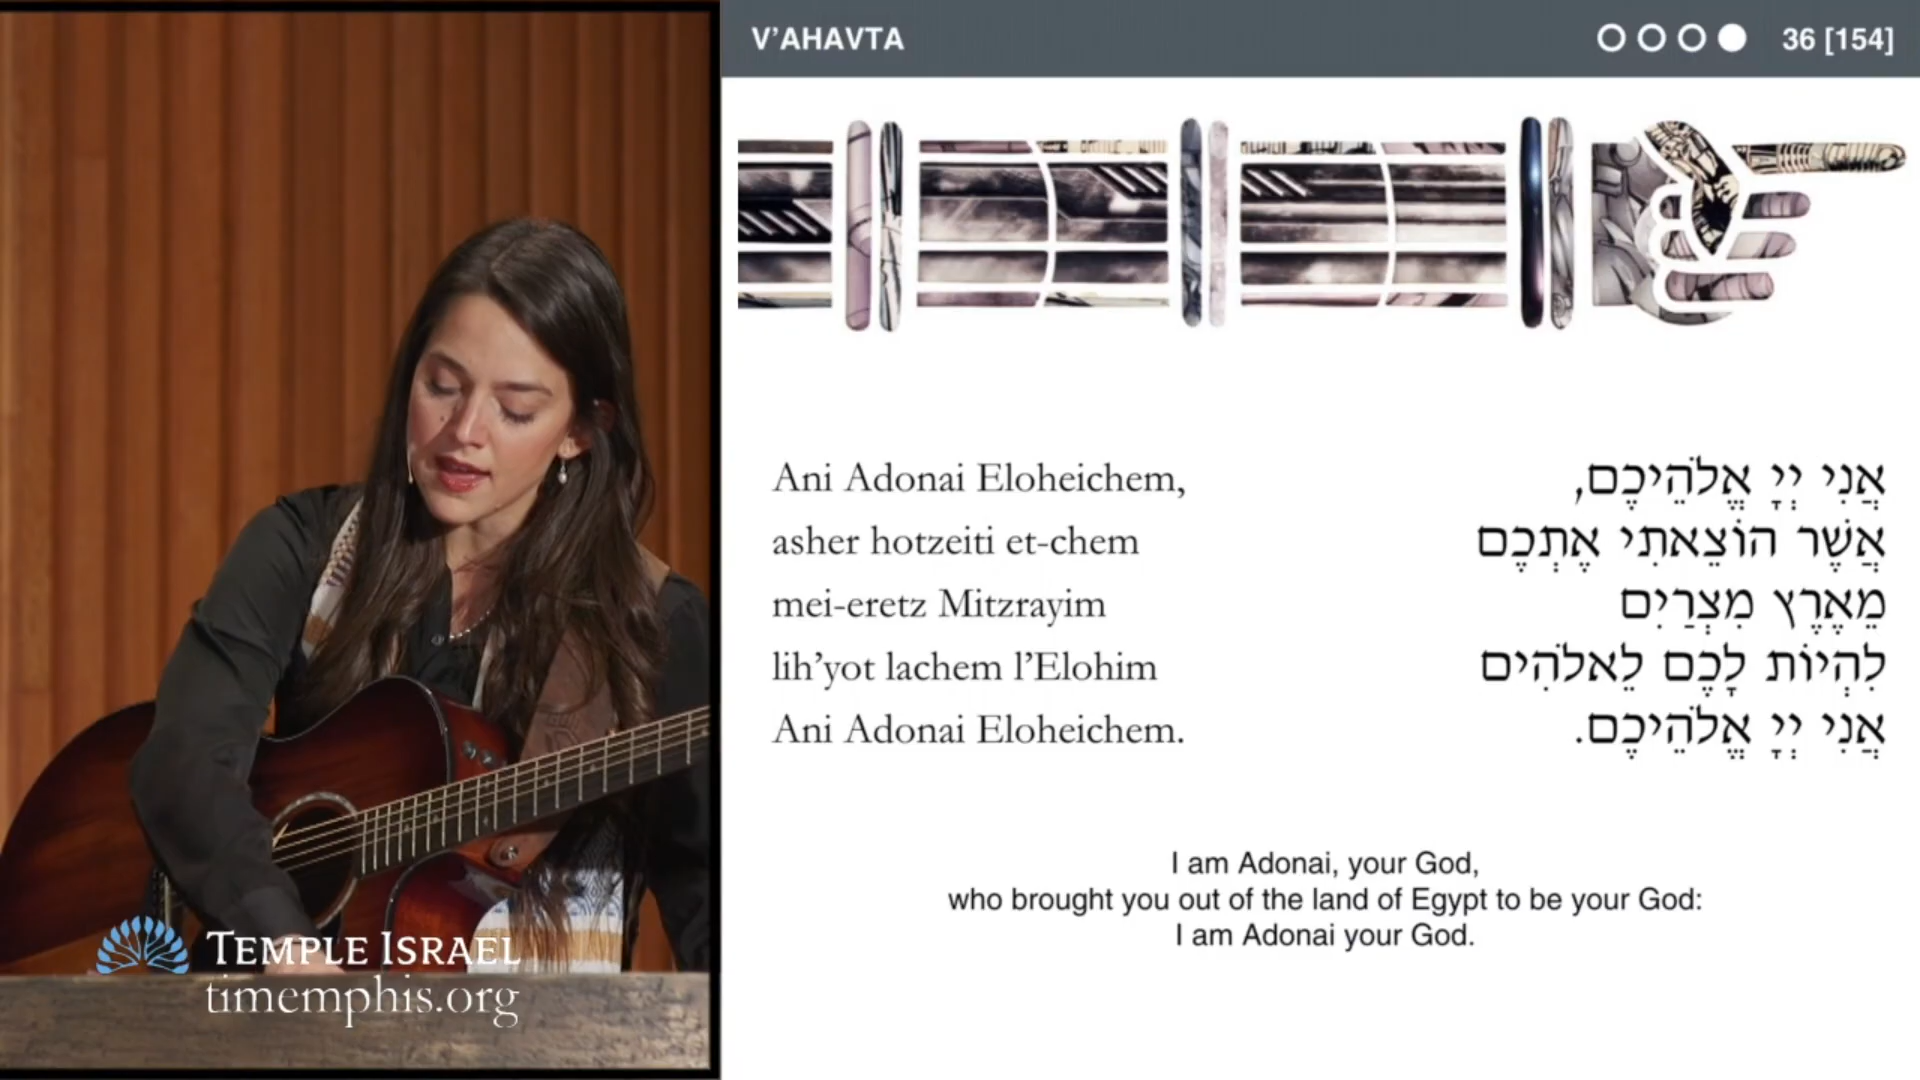 V’AHAVTA
36 [154]
Ani Adonai Eloheichem,
asher hotzeiti et-chem
mei-eretz Mitzrayim
lih’yot lachem l’Elohim
Ani Adonai Eloheichem.
אֲנִי יְיָ אֱלֹהֵיכֶם,
אֲשֶׁר הוֹצֵאתִי אֶתְכֶם
מֵאֶרֶץ מִצְרַיִם
לִהְיוֹת לָכֶם לֵאלֹהִים
אֲנִי יְיָ אֱלֹהֵיכֶם.
I am Adonai, your God,
who brought you out of the land of Egypt to be your God:
I am Adonai your God.
TEMPLE ISRAEL
timemphis.org